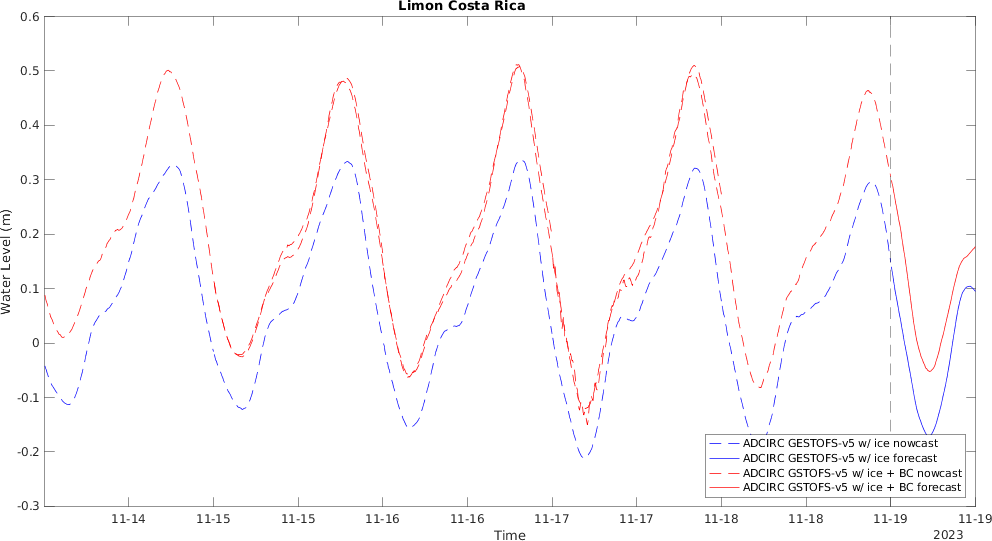 Limon Costa Rica
0.6
0.5
0.4
0.3
0.2
0.1
0
-0.1
-0.2
-0.3
Water Level (m)
ADCIRC GESTOFS-v5 w/ ice nowcast
ADCIRC GESTOFS-v5 w/ ice forecast
ADCIRC GSTOFS-v5 w/ ice + BC nowcast
ADCIRC GSTOFS-v5 w/ ice + BC forecast
11-14 11-15 11-15 11-16 11-16 11-17 11-17 11-18 11-18 11-19 11-19
Time
2023